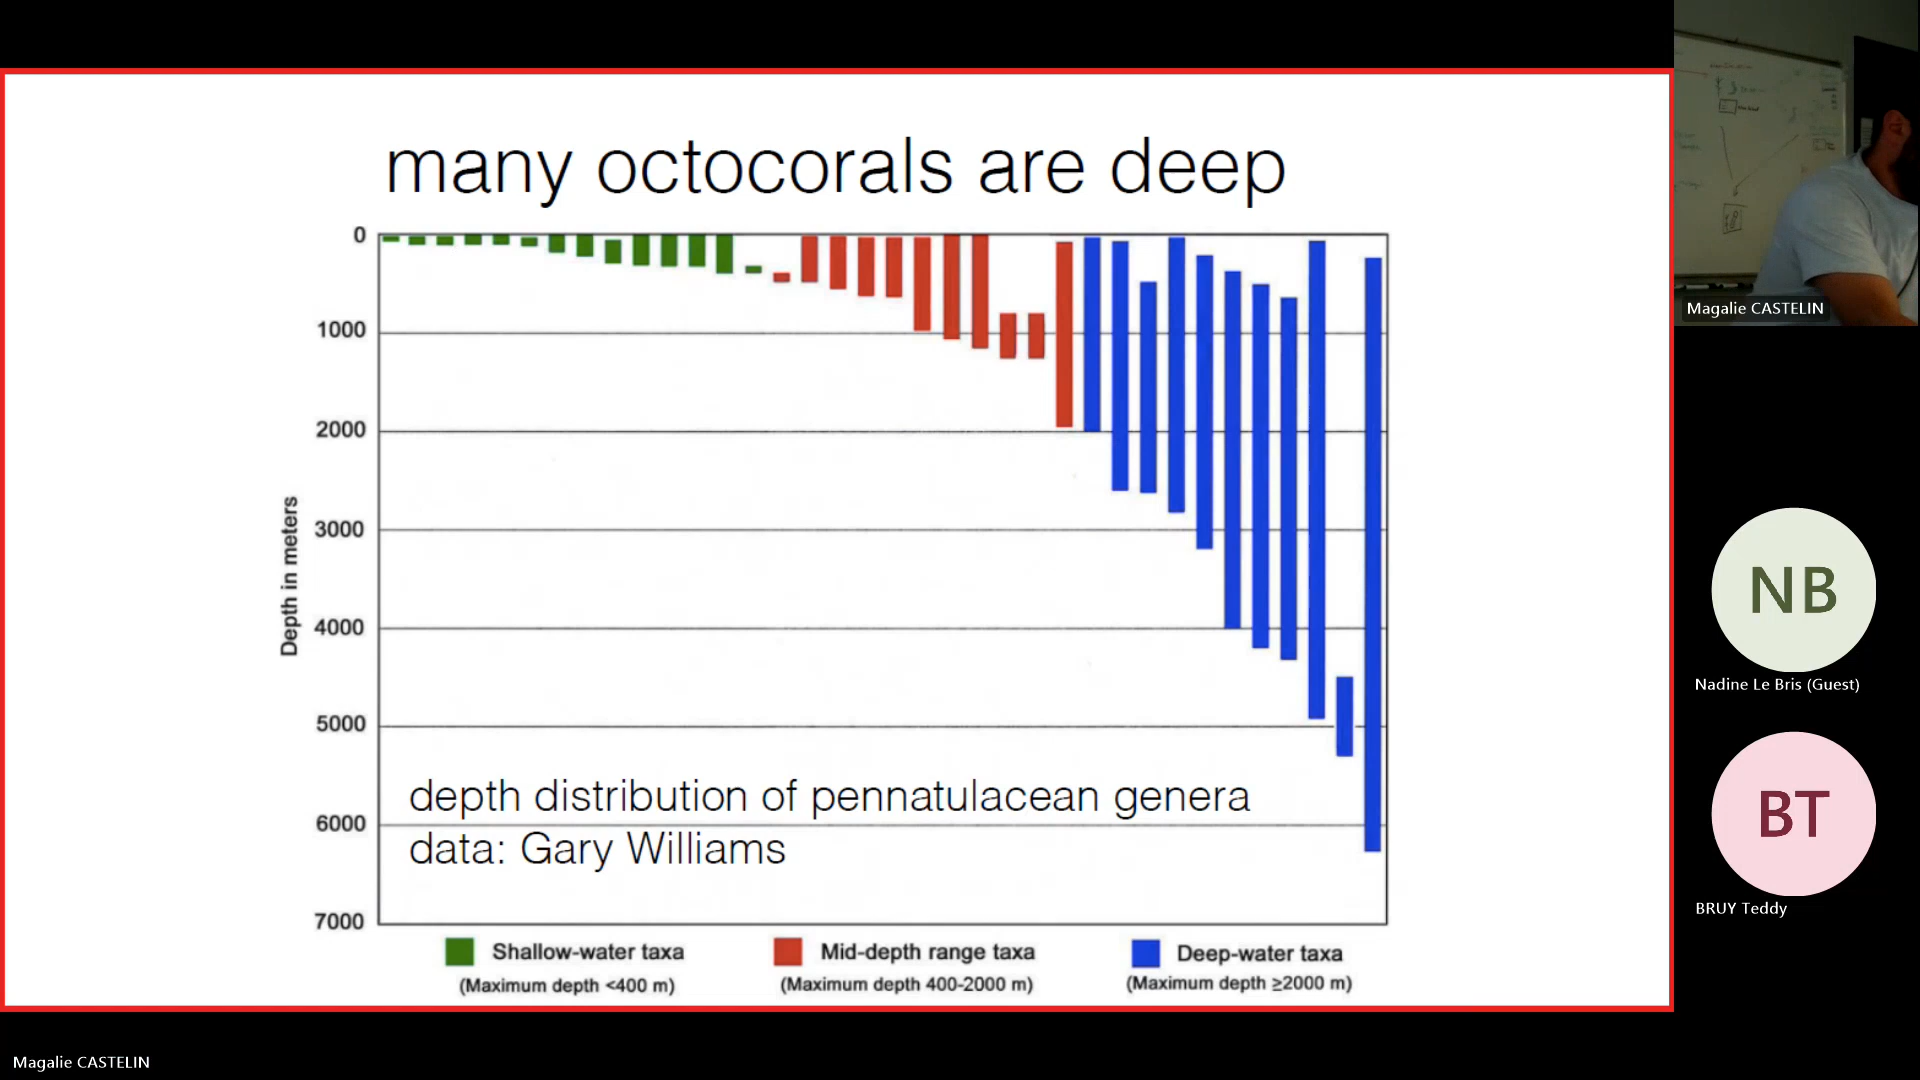 many octocorals are deep
0
1000
2000
3000
4000
5000
6000
7000
Depth in meters
depth distribution of pennatulacean genera
data: Gary Williams
Shallow-water taxa
(Maximum depth <400 m)
Mid-depth range taxa
(Maximum depth 400-2000 m)
Deep-water taxa
(Maximum depth ≥2000 m)
Magalie CASTELIN
NB
Nadine Le Bris (Guest)
BT
BRUY Teddy
Magalie CASTELIN